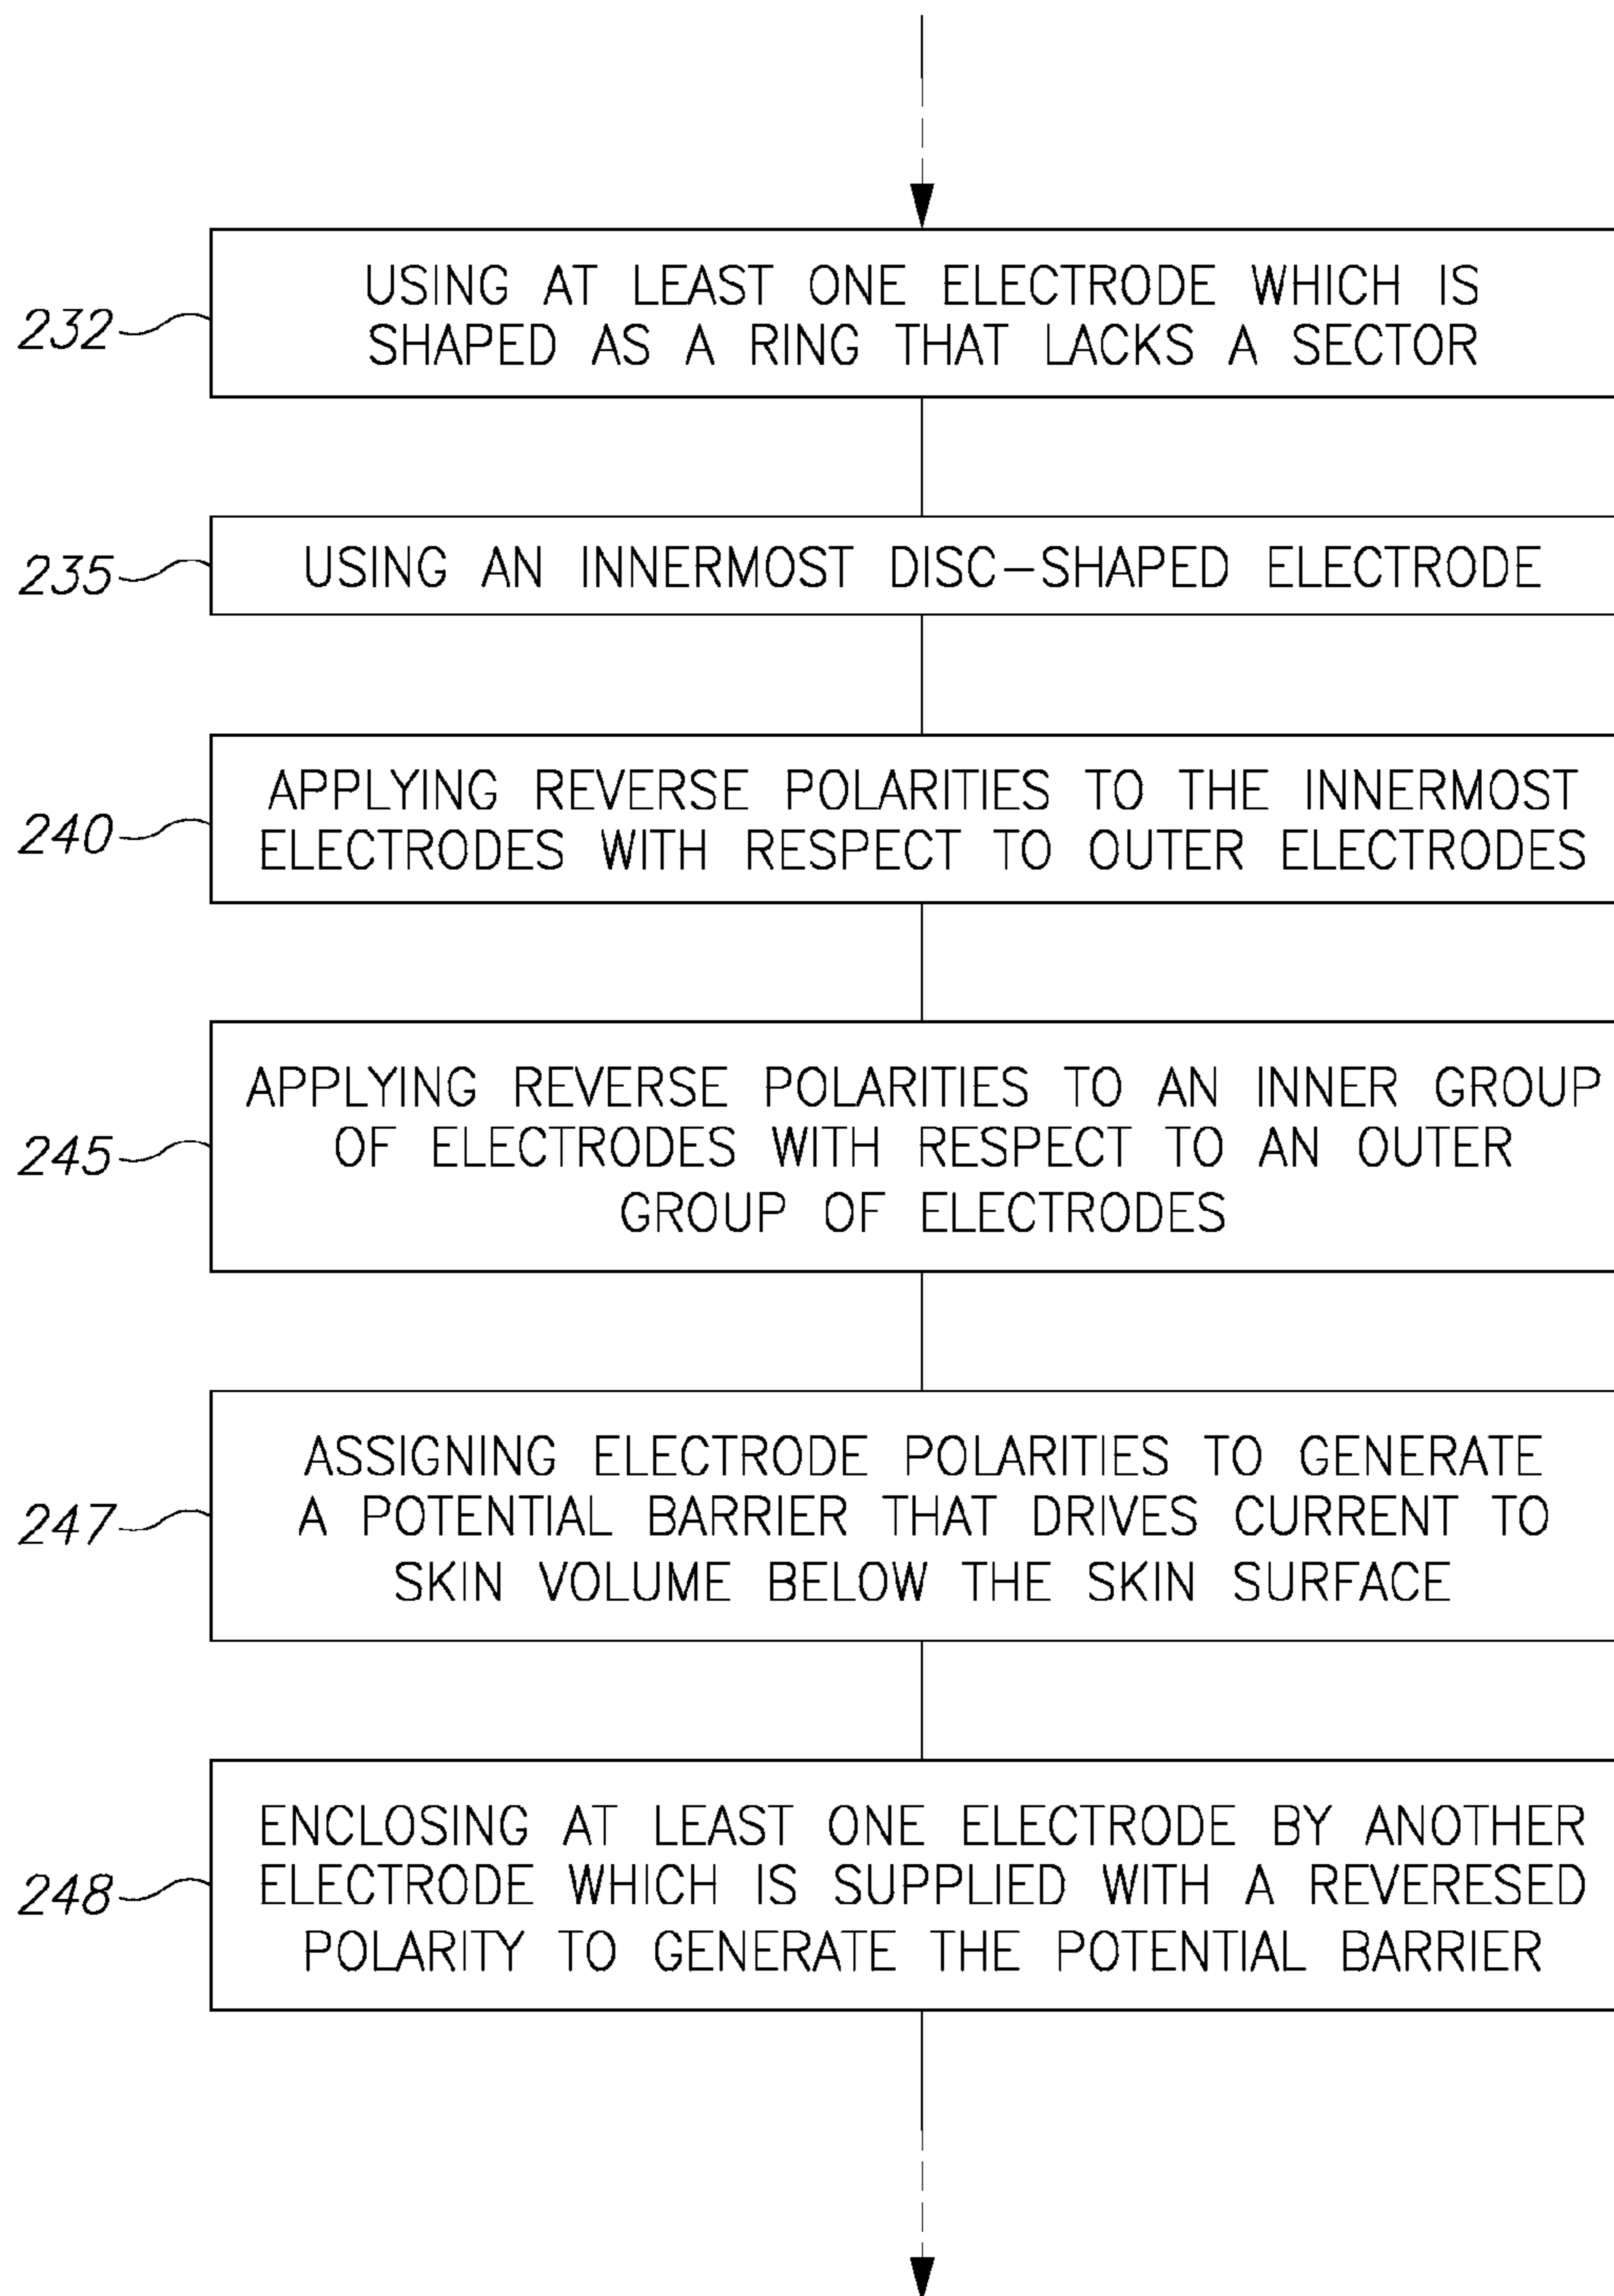 232
USING AT LEAST ONE ELECTRODE WHICH IS
SHAPED AS A RING THAT LACKS A SECTOR
235
USING AN INNERMOST DISC-SHAPED ELECTRODE
240
APPLYING REVERSE POLARITIES TO THE INNERMOST
ELECTRODES WITH RESPECT TO OUTER ELECTRODES
245
APPLYING REVERSE POLARITIES TO AN INNER GROUP
OF ELECTRODES WITH RESPECT TO AN OUTER
GROUP OF ELECTRODES
247
ASSIGNING ELECTRODE POLARITIES TO GENERATE
A POTENTIAL BARRIER THAT DRIVES CURRENT TO
SKIN VOLUME BELOW THE SKIN SURFACE
248
ENCLOSING AT LEAST ONE ELECTRODE BY ANOTHER
ELECTRODE WHICH IS SUPPLIED WITH A REVERESED
POLARITY TO GENERATE THE POTENTIAL BARRIER